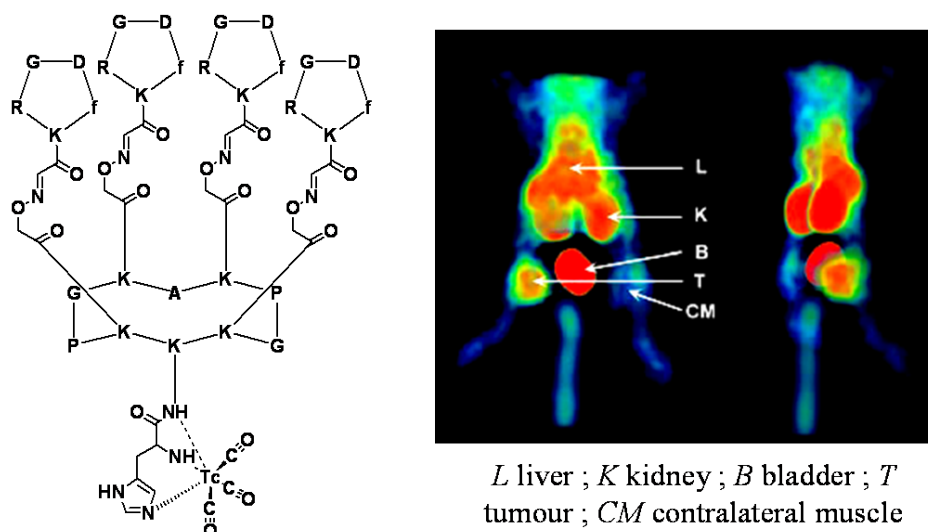 G D G D
G D R f R f G D
R f K K R f
K O O K
O N N O
O N O O N O
O O O O
O O
G K A K P
P K K K G
O NH
NH C≡O
Tc
HN N C≡O
C≡O
L
K
B
T
CM
L liver ; K kidney ; B bladder ; T
tumour ; CM contralateral muscle